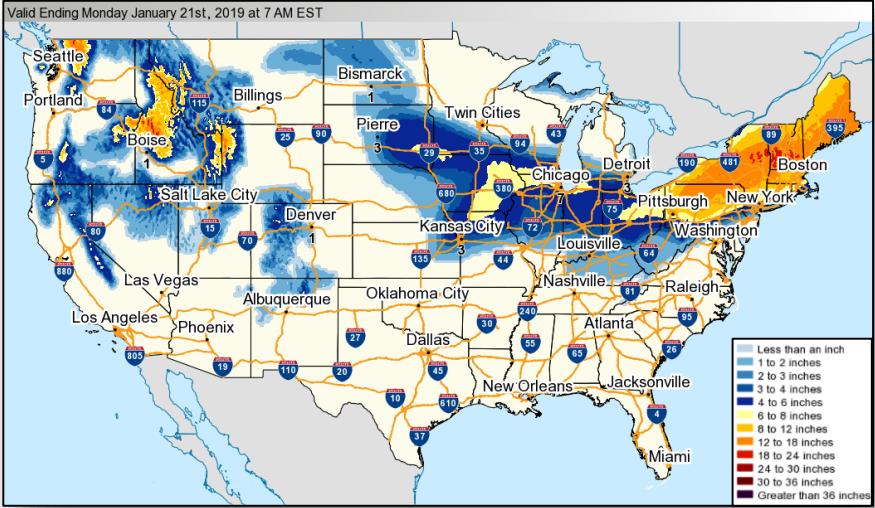 Valid Ending Monday January 21st, 2019 at 7 AM EST
Seattle
Bismarck
1
Portland
84
115
Billings
Twin Cities
43
89
395
Pierre
3
25
90
94
Boise
1
5
29
35
190
481
Boston
Chicago
7
Detroit
3
680
380
Salt Lake City
Pittsburgh
New York
75
Denver
1
80
15
70
Kansas City
3
72
Washington
Louisville
64
135
44
880
Las Vegas
Nashville
81
Raleigh
Oklahoma City
Albuquerque
Los Angeles
Phoenix
240
95
30
Atlanta
27
Dallas
55
65
26
805
19
110
20
45
New Orleans
Jacksonville
10
610
4
37
Miami
Less than an inch
1 to 2 inches
2 to 3 inches
3 to 4 inches
4 to 6 inches
6 to 8 inches
8 to 12 inches
12 to 18 inches
18 to 24 inches
24 to 30 inches
30 to 36 inches
Greater than 36 inches